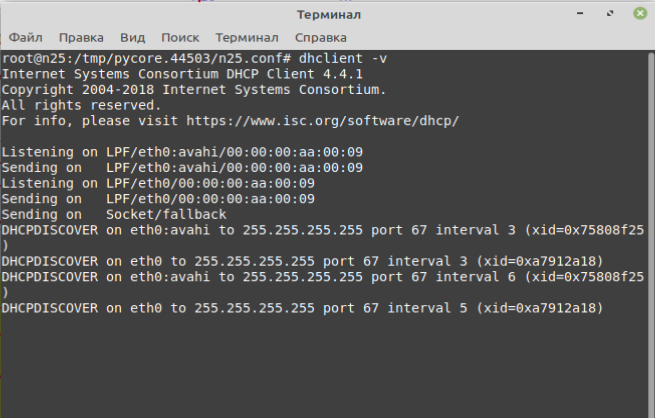 Терминал
Файл Правка Вид Поиск Терминал Справка
root@n25:/tmp/pycore.44503/n25.conf# dhclient -v
Internet Systems Consortium DHCP Client 4.4.1
Copyright 2004-2018 Internet Systems Consortium.
All rights reserved.
For info, please visit https://www.isc.org/software/dhcp/
Listening on LPF/eth0:avahi/00:00:00:aa:00:09
Sending on   LPF/eth0:avahi/00:00:00:aa:00:09
Listening on LPF/eth0/00:00:00:aa:00:09
Sending on   LPF/eth0/00:00:00:aa:00:09
Sending on   Socket/fallback
DHCPDISCOVER on eth0:avahi to 255.255.255.255 port 67 interval 3 (xid=0x75808f25
)
DHCPDISCOVER on eth0 to 255.255.255.255 port 67 interval 3 (xid=0xa7912a18)
DHCPDISCOVER on eth0:avahi to 255.255.255.255 port 67 interval 6 (xid=0x75808f25
)
DHCPDISCOVER on eth0 to 255.255.255.255 port 67 interval 5 (xid=0xa7912a18)